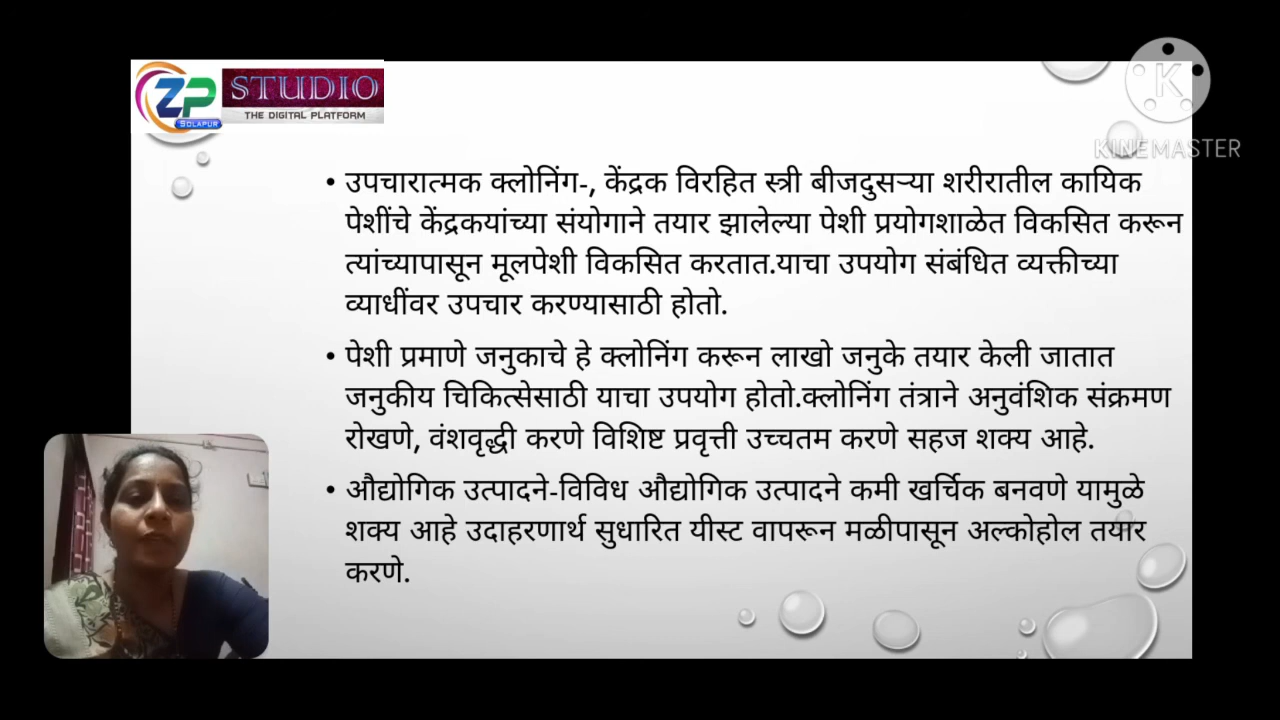 ZP
SOLAPUR
STUDIO
THE DIGITAL PLATFORM
K
KINEMASTER
• उपचारात्मक क्लोनिंग-, केंद्रक विरहित स्त्री बीजदुसऱ्या शरीरातील कायिक
पेशींचे केंद्रकयांच्या संयोगाने तयार झालेल्या पेशी प्रयोगशाळेत विकसित करून
त्यांच्यापासून मूलपेशी विकसित करतात.याचा उपयोग संबंधित व्यक्तीच्या
व्याधींवर उपचार करण्यासाठी होतो.
• पेशी प्रमाणे जनुकाचे हे क्लोनिंग करून लाखो जनुके तयार केली जातात
जनुकीय चिकित्सेसाठी याचा उपयोग होतो.क्लोनिंग तंत्राने अनुवंशिक संक्रमण
रोखणे, वंशवृद्धी करणे विशिष्ट प्रवृत्ती उच्चतम करणे सहज शक्य आहे.
• औद्योगिक उत्पादने-विविध औद्योगिक उत्पादने कमी खर्चिक बनवणे यामुळे
शक्य आहे उदाहरणार्थ सुधारित यीस्ट वापरून मळीपासून अल्कोहोल तयार
करणे.